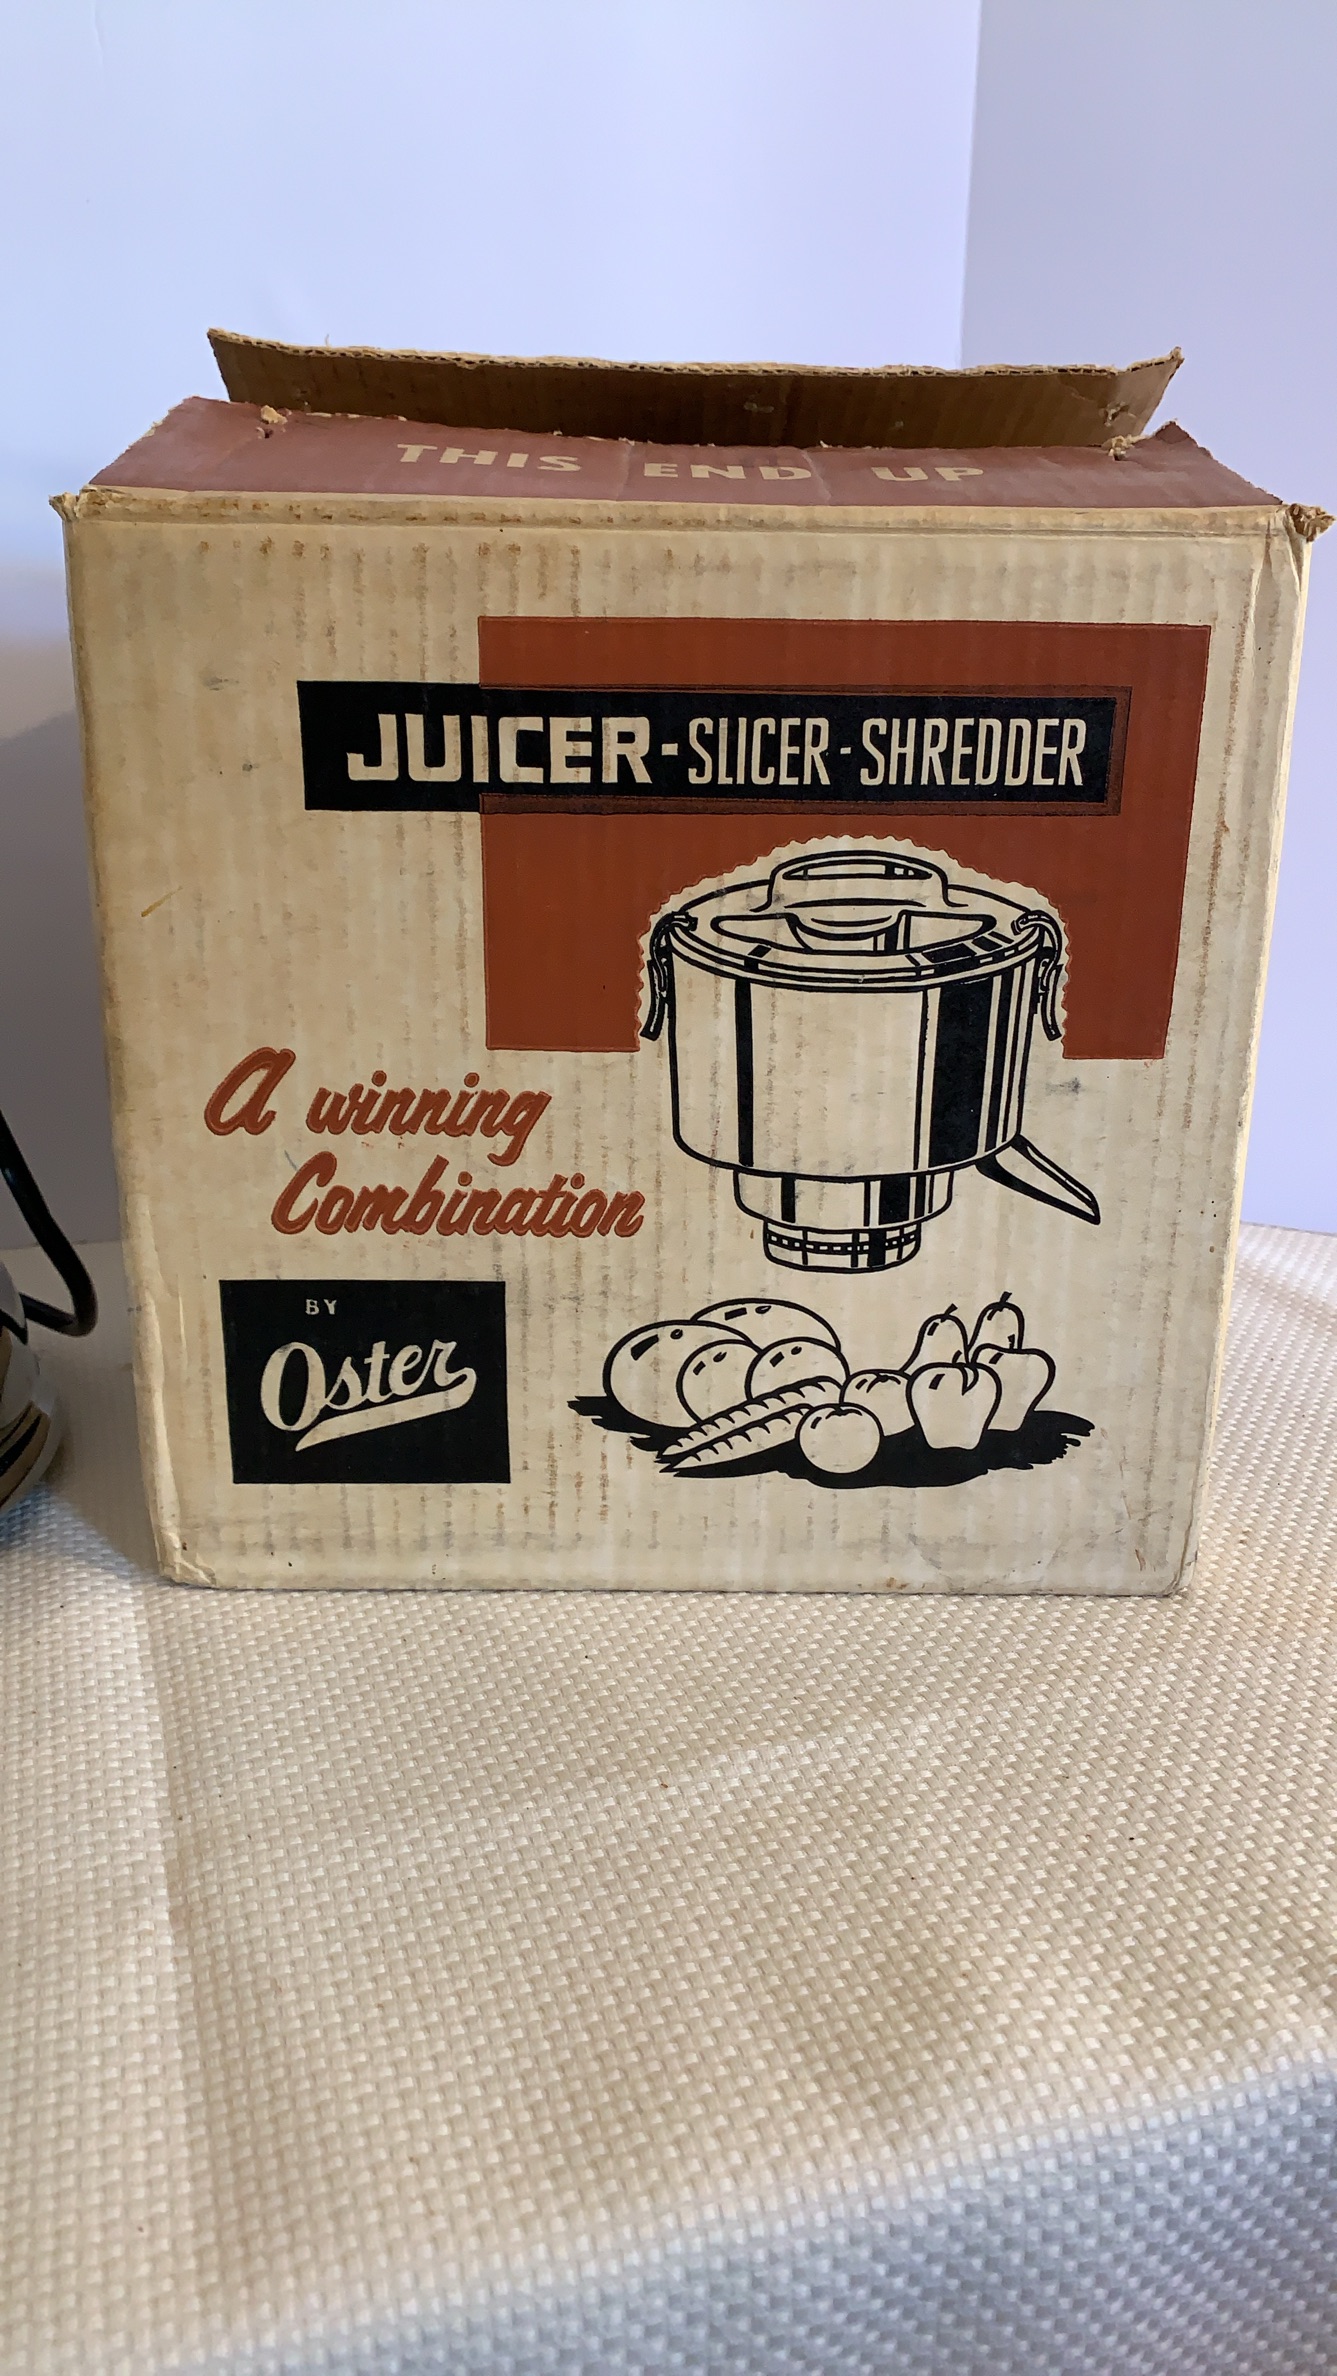 THIS END UP
JUICER-SLICER-SHREDDER
A winning
Combination
BY
Oster